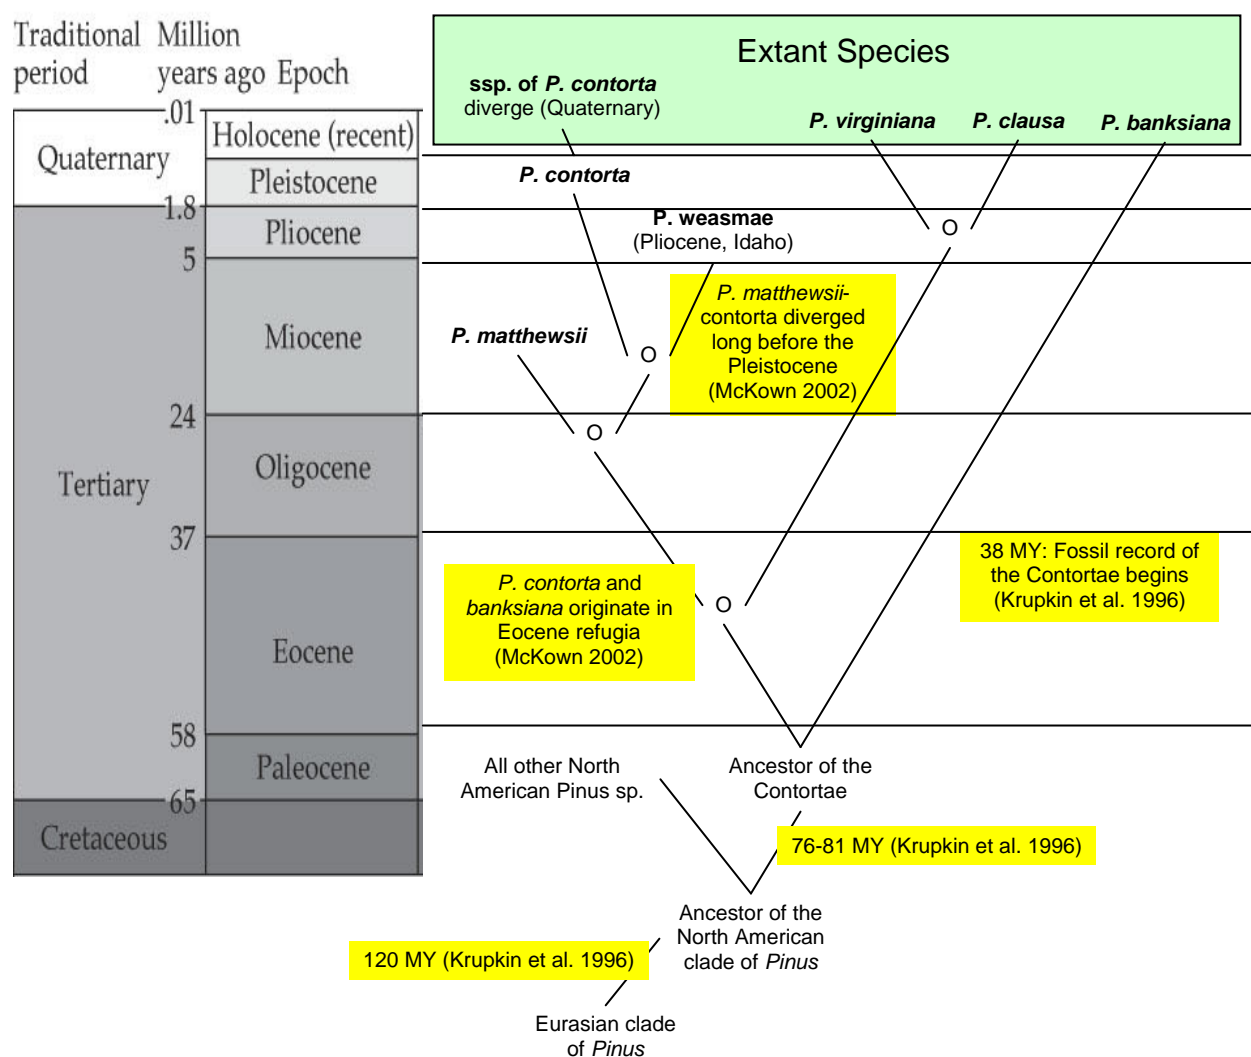 Traditional Million
period years ago Epoch
.01
Holocene (recent)
Quaternary
Pleistocene
1.8
Pliocene
5
Miocene
24
Oligocene
Tertiary
37
Eocene
58
Paleocene
65
Cretaceous
Extant Species
ssp. of P. contorta
diverge (Quaternary)
P. virginiana
P. clausa
P. banksiana
P. contorta
P. weasmae
(Pliocene, Idaho)
O
P. matthewsii-
contorta diverged
long before the
Pleistocene
(McKown 2002)
P. matthewsii
O
O
38 MY: Fossil record of
the Contortae begins
(Krupkin et al. 1996)
P. contorta and
banksiana originate in
Eocene refugia
(McKown 2002)
O
All other North
American Pinus sp.
Ancestor of the
Contortae
76-81 MY (Krupkin et al. 1996)
Ancestor of the
North American
clade of Pinus
120 MY (Krupkin et al. 1996)
Eurasian clade
of Pinus